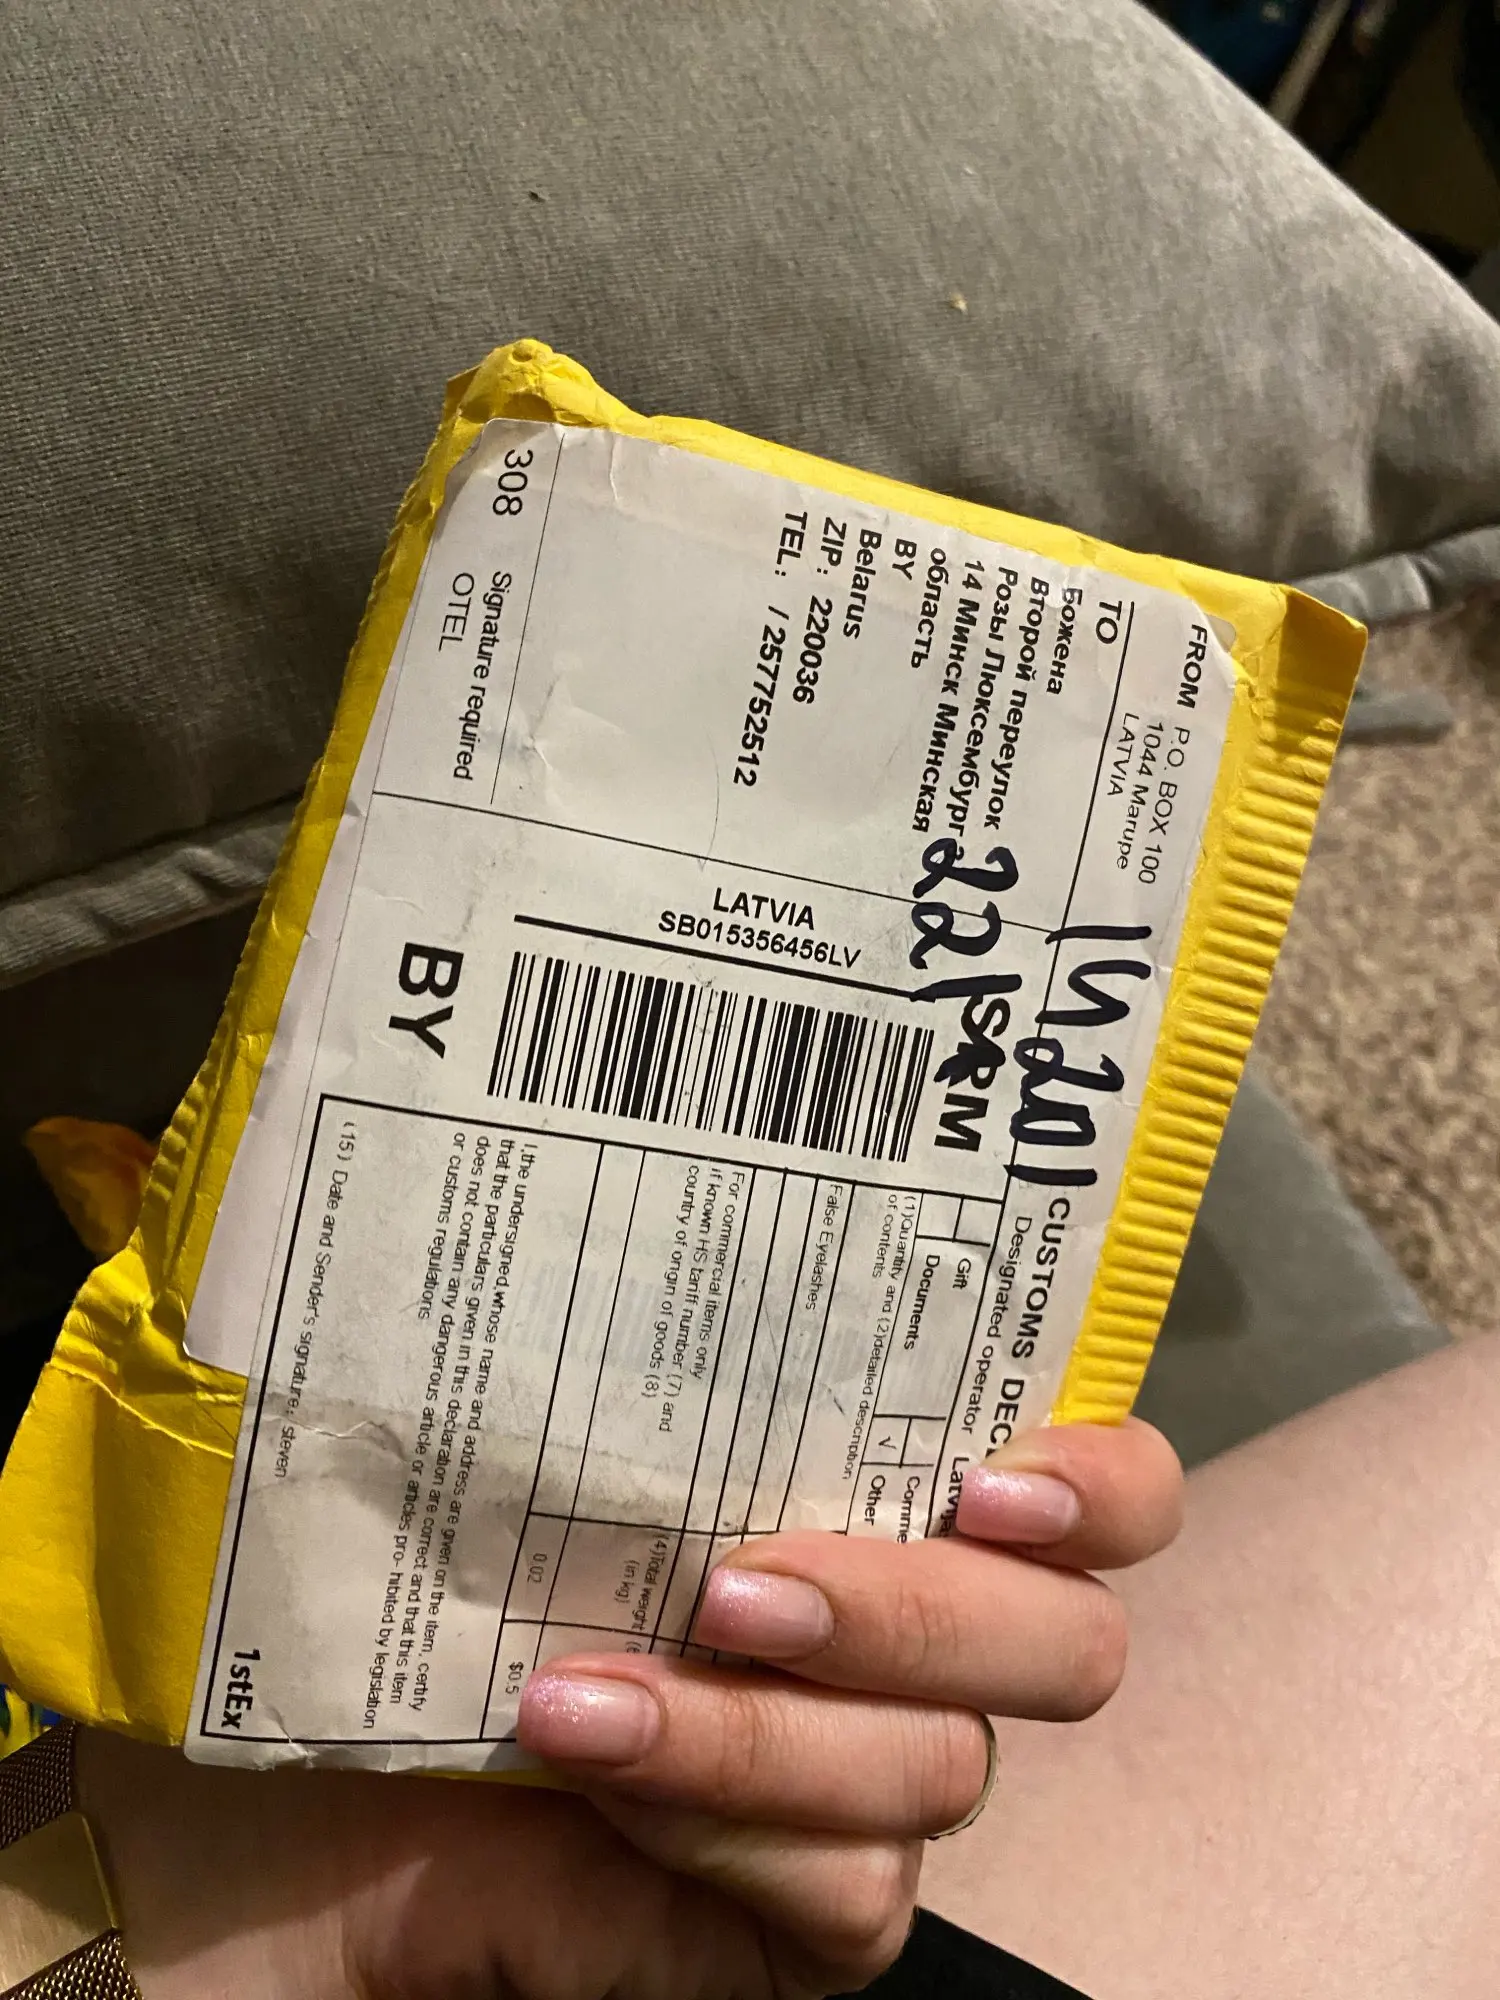 FROM P.O. BOX 100
1044 Marupe
LATVIA
TO
Божена
Второй переулок
Розы Люксембург
14 Минск Минская
область
BY
Belarus
ZIP: 220036
TEL: / 257752512
308 Signature required
OTEL
221
LATVIA
SB015356456LV
BY
CUSTOMS DEC
Designated operator Latvija
Gift
Documents
Comme
√ Other
(1)Quantity and (2)detailed description
of contents
False Eyelashes
For commercial items only
if known HS tariff number (7) and
country of origin of goods (8)
(4)Total weight
(in kg)
0.02
$0.5
I,the undersigned,whose name and address are given on the item, certify
that the particulars given in this declaration are correct and that this item
does not contain any dangerous article or articles pro- hibited by legislation
or customs regulations
(15) Date and Sender's signature: steven
1stEx